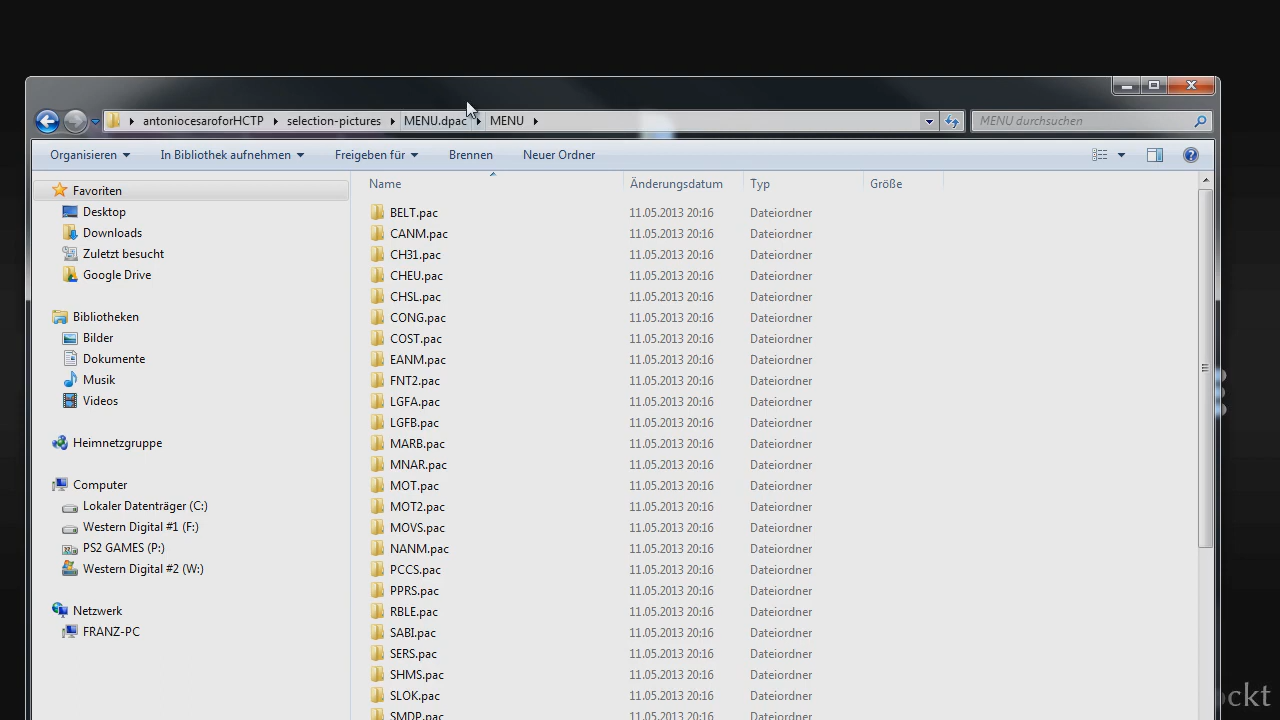 antoniocesaroforHCTP selection-pictures MENU.dpac MENU MENU durchsuchen
Organisieren In Bibliothek aufnehmen Freigeben für Brennen Neuer Ordner
Favoriten
Desktop
Downloads
Zuletzt besucht
Google Drive
Bibliotheken
Bilder
Dokumente
Musik
Videos
Heimnetzgruppe
Computer
Lokaler Datenträger (C:)
Western Digital #1 (F:)
PS2 GAMES (P:)
Western Digital #2 (W:)
Netzwerk
FRANZ-PC
Name Änderungsdatum Typ Größe
BELT.pac 11.05.2013 20:16 Dateiordner
CANM.pac 11.05.2013 20:16 Dateiordner
CH31.pac 11.05.2013 20:16 Dateiordner
CHEU.pac 11.05.2013 20:16 Dateiordner
CHSL.pac 11.05.2013 20:16 Dateiordner
CONG.pac 11.05.2013 20:16 Dateiordner
COST.pac 11.05.2013 20:16 Dateiordner
EANM.pac 11.05.2013 20:16 Dateiordner
FNT2.pac 11.05.2013 20:16 Dateiordner
LGFA.pac 11.05.2013 20:16 Dateiordner
LGFB.pac 11.05.2013 20:16 Dateiordner
MARB.pac 11.05.2013 20:16 Dateiordner
MNAR.pac 11.05.2013 20:16 Dateiordner
MOT.pac 11.05.2013 20:16 Dateiordner
MOT2.pac 11.05.2013 20:16 Dateiordner
MOVS.pac 11.05.2013 20:16 Dateiordner
NANM.pac 11.05.2013 20:16 Dateiordner
PCCS.pac 11.05.2013 20:16 Dateiordner
PPRS.pac 11.05.2013 20:16 Dateiordner
RBLE.pac 11.05.2013 20:16 Dateiordner
SABI.pac 11.05.2013 20:16 Dateiordner
SERS.pac 11.05.2013 20:16 Dateiordner
SHMS.pac 11.05.2013 20:16 Dateiordner
SLOK.pac 11.05.2013 20:16 Dateiordner
SMDP.pac 11.05.2013 20:16 Dateiordner